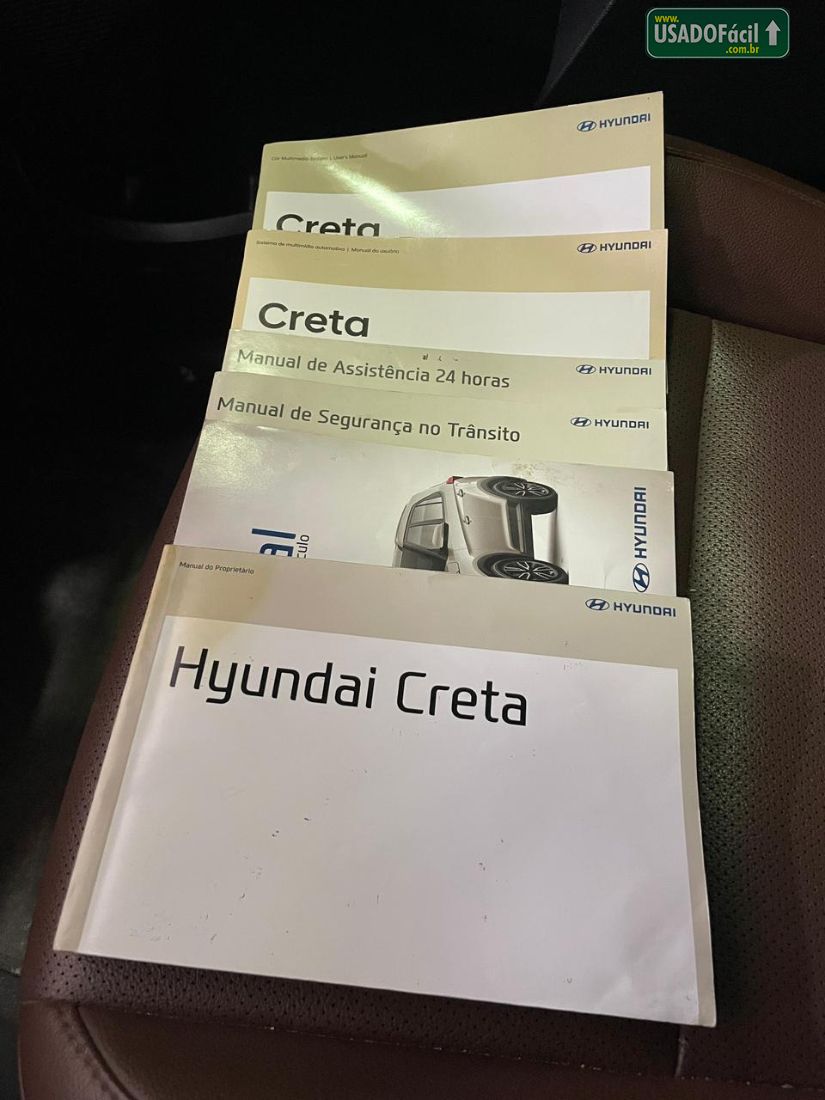 www.
USADOFácil
.com.br
HYUNDAI
Car Multimedia System | User's Manual
Creta
HYUNDAI
Sistema de multimídia automotivo | Manual do usuário
Creta
Manual de Assistência 24 horas
HYUNDAI
Manual de Segurança no Trânsito
HYUNDAI
al
culo
HYUNDAI
Manual do Proprietário
HYUNDAI
Hyundai Creta